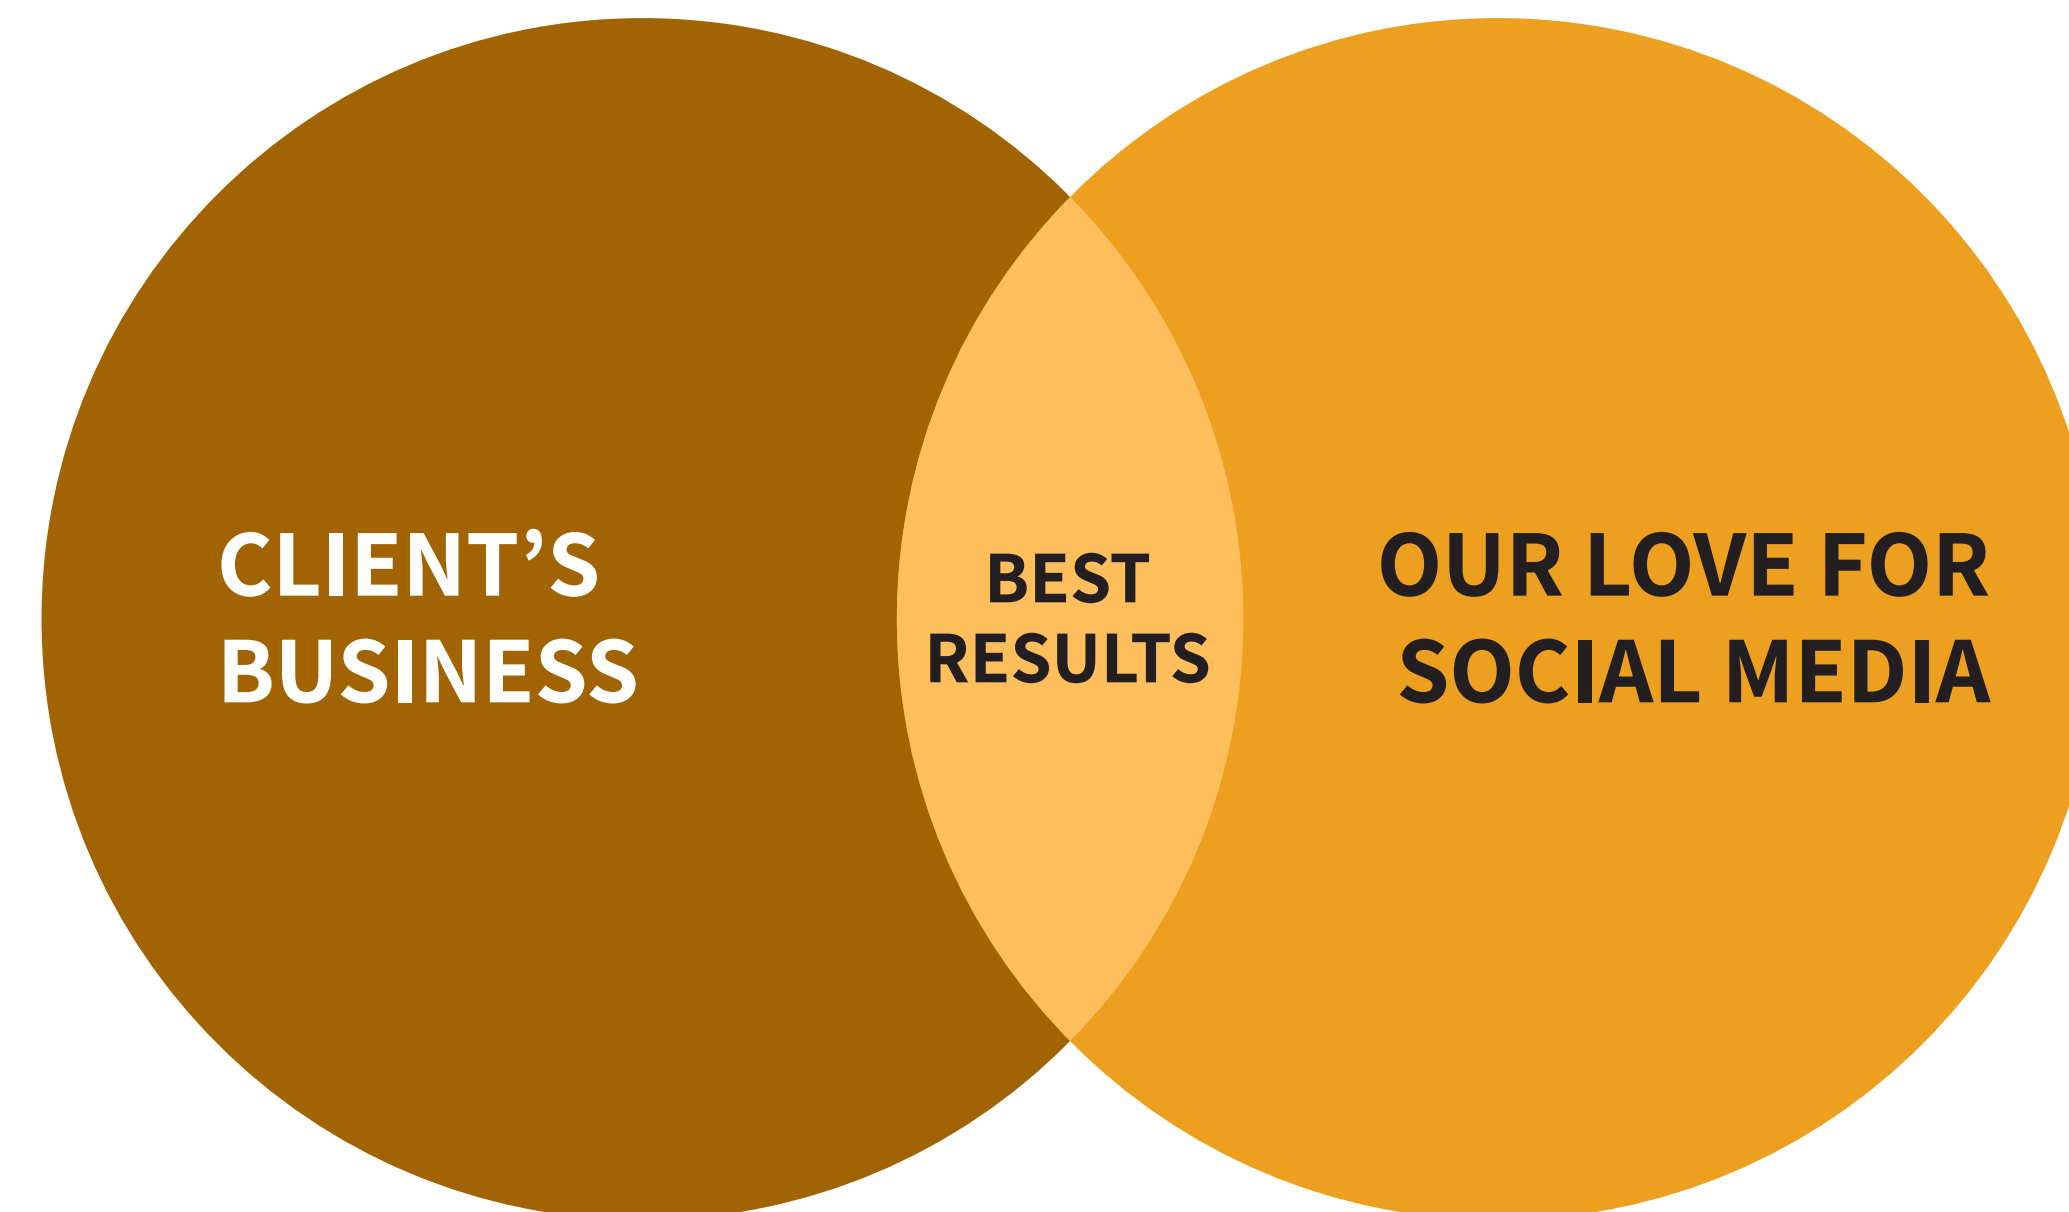 CLIENT’S
BUSINESS
BEST
RESULTS
OUR LOVE FOR
SOCIAL MEDIA